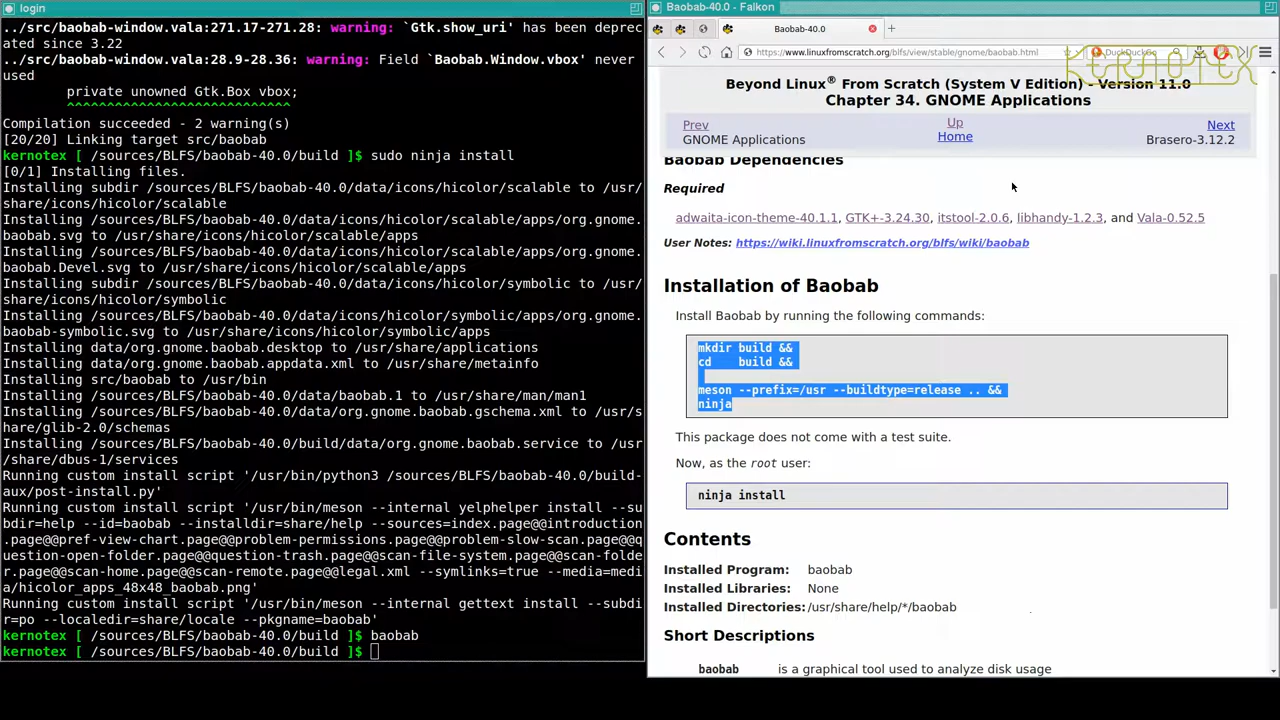 login
../src/baobab-window.vala:271.17-271.28: warning: `Gtk.show_uri' has been deprec
ated since 3.22
../src/baobab-window.vala:28.9-28.36: warning: Field `Baobab.Window.vbox' never
used
private unowned Gtk.Box vbox;
^^^^^^^^^^^^^^^^^^^^^^^^^^^^
Compilation succeeded - 2 warning(s)
[20/20] Linking target src/baobab
kernotex [ /sources/BLFS/baobab-40.0/build ]$ sudo ninja install
[0/1] Installing files.
Installing subdir /sources/BLFS/baobab-40.0/data/icons/hicolor/scalable to /usr/
share/icons/hicolor/scalable
Installing /sources/BLFS/baobab-40.0/data/icons/hicolor/scalable/apps/org.gnome.
baobab.svg to /usr/share/icons/hicolor/scalable/apps
Installing /sources/BLFS/baobab-40.0/data/icons/hicolor/scalable/apps/org.gnome.
baobab.Devel.svg to /usr/share/icons/hicolor/scalable/apps
Installing subdir /sources/BLFS/baobab-40.0/data/icons/hicolor/symbolic to /usr/
share/icons/hicolor/symbolic
Installing /sources/BLFS/baobab-40.0/data/icons/hicolor/symbolic/apps/org.gnome.
baobab-symbolic.svg to /usr/share/icons/hicolor/symbolic/apps
Installing data/org.gnome.baobab.desktop to /usr/share/applications
Installing data/org.gnome.baobab.appdata.xml to /usr/share/metainfo
Installing src/baobab to /usr/bin
Installing data/baobab.1 to /usr/share/man/man1
Installing /sources/BLFS/baobab-40.0/data/org.gnome.baobab.gschema.xml to /usr/s
hare/glib-2.0/schemas
Installing /sources/BLFS/baobab-40.0/build/data/org.gnome.baobab.service to /usr
/share/dbus-1/services
Running custom install script '/usr/bin/python3 /sources/BLFS/baobab-40.0/build-
aux/post-install.py'
Running custom install script '/usr/bin/meson --internal yelphelper install --su
bdir=help --id=baobab --installdir=share/help --sources=index.page@@introduction
.page@@pref-view-chart.page@@problem-permissions.page@@problem-slow-scan.page@@q
uestion-open-folder.page@@question-trash.page@@scan-file-system.page@@scan-folde
r.page@@scan-home.page@@scan-remote.page@@legal.xml --symlinks=true --media=medi
a/hicolor_apps_48x48_baobab.png'
Running custom install script '/usr/bin/meson --internal gettext install --subdi
r=po --localedir=share/locale --pkgname=baobab'
kernotex [ /sources/BLFS/baobab-40.0/build ]$ baobab
kernotex [ /sources/BLFS/baobab-40.0/build ]$
Baobab-40.0 - Falkon
Baobab-40.0
https://www.linuxfromscratch.org/blfs/view/stable/gnome/baobab.html
DuckDuckGo
KERNOTEX
Beyond Linux® From Scratch (System V Edition) - Version 11.0
Chapter 34. GNOME Applications
Prev Up Next
GNOME Applications Home Brasero-3.12.2
Baobab Dependencies
Required
adwaita-icon-theme-40.1.1, GTK+-3.24.30, itstool-2.0.6, libhandy-1.2.3, and Vala-0.52.5
User Notes: https://wiki.linuxfromscratch.org/blfs/wiki/baobab
Installation of Baobab
Install Baobab by running the following commands:
mkdir build &&
cd    build &&
meson --prefix=/usr --buildtype=release .. &&
ninja
This package does not come with a test suite.
Now, as the root user:
ninja install
Contents
Installed Program: baobab
Installed Libraries: None
Installed Directories: /usr/share/help/*/baobab
Short Descriptions
baobab is a graphical tool used to analyze disk usage